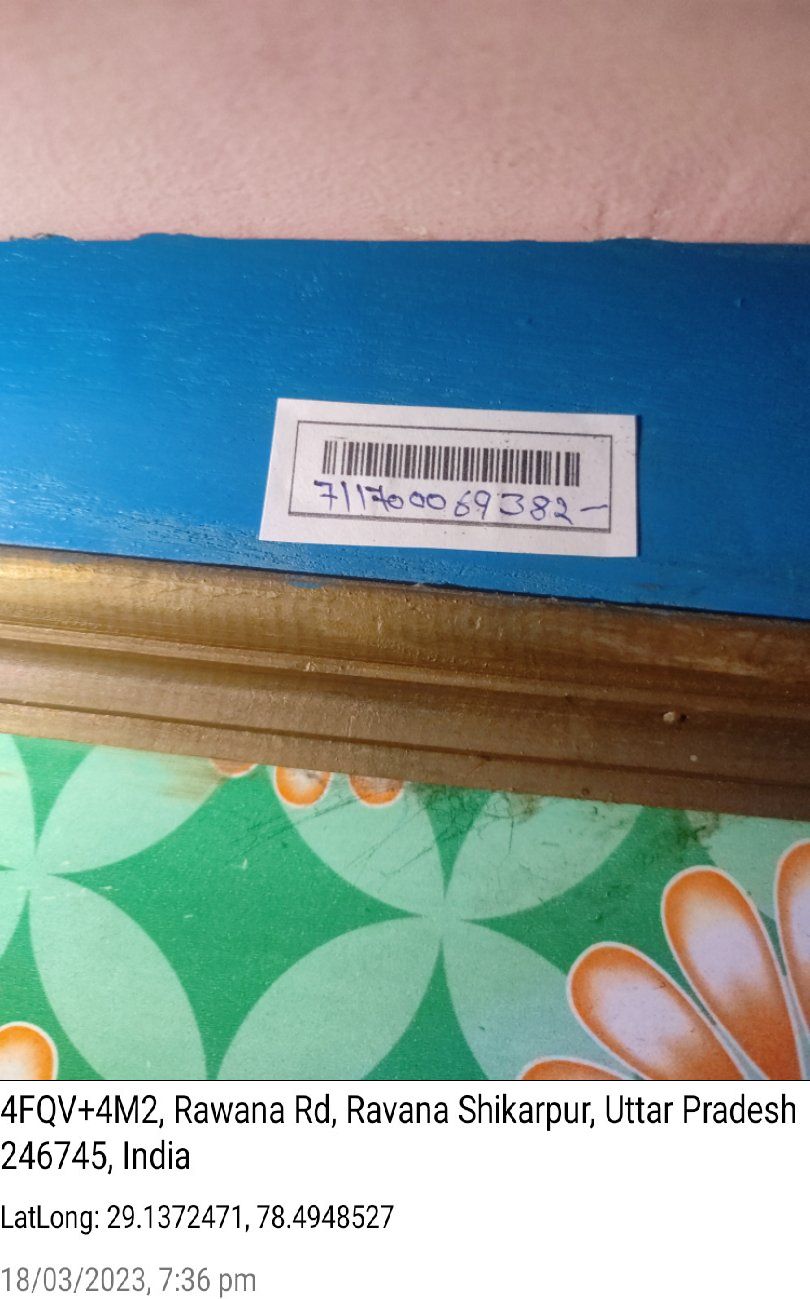 711700069382-
4FQV+4M2, Rawana Rd, Ravana Shikarpur, Uttar Pradesh
246745, India
LatLong: 29.1372471, 78.4948527
18/03/2023, 7:36 pm